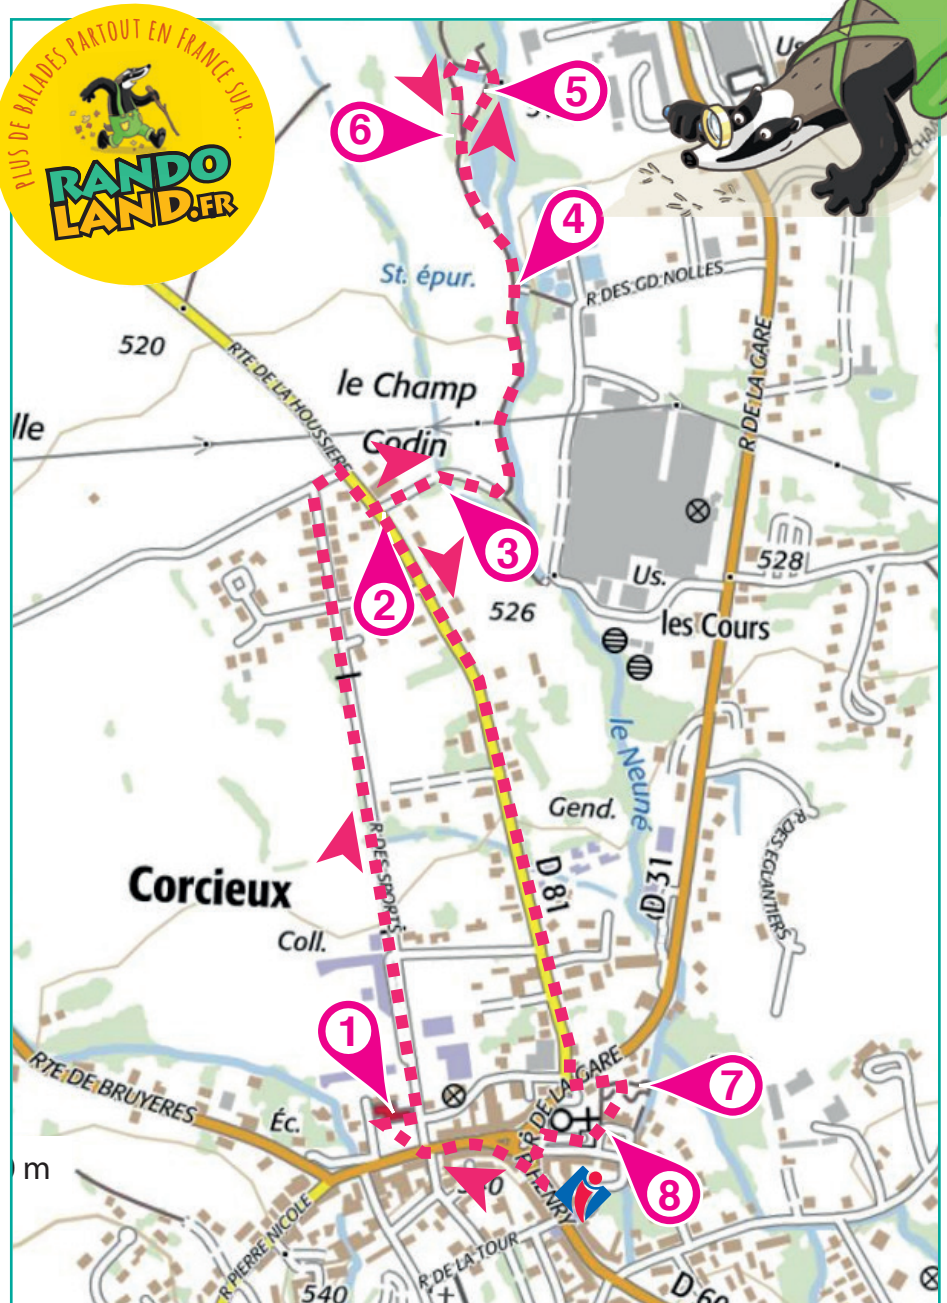 PLUS DE BALADES PARTOUT EN FRANCE SUR...
RANDO
LAND.FR
5
6
4
St. épur.
R DES GD NOLLES
520
RTE DE LA HOUSSIERE
le Champ
Godin
lle
R DE LA GARE
3
2
526
Us.
528
les Cours
le Neuné
Gend.
R DES SPORTS
D 81
D 31
R DES EGLANTIERS
Corcieux
Coll.
1
RTE DE BRUYERES
Éc.
R DE LA GARE
7
8
m
R HENRY
R PIERRE NICOLE
R DE LA TOUR
540
D 60